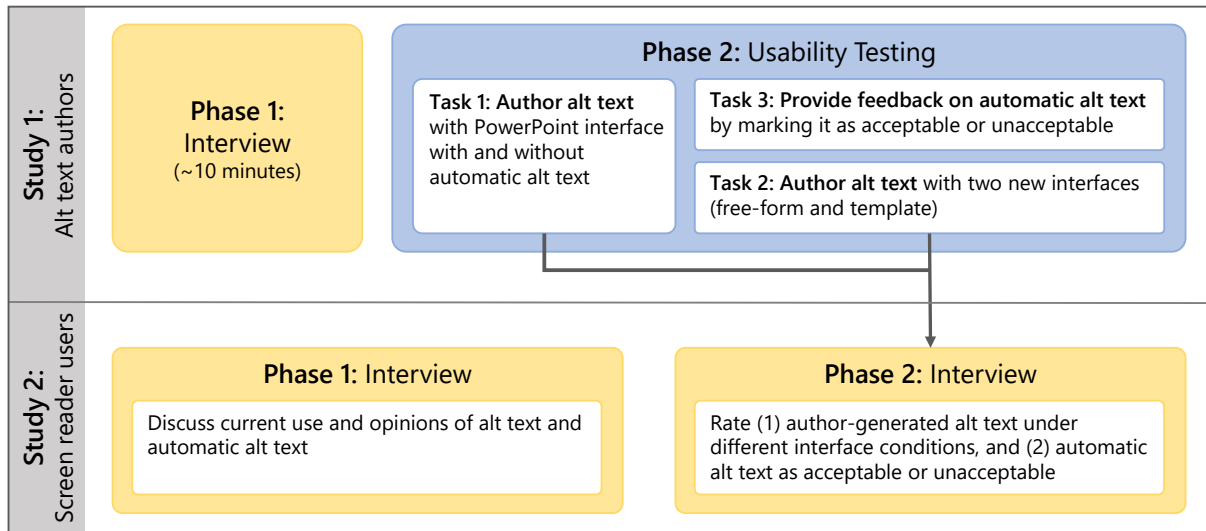 Study 1:
Alt text authors
Phase 1:
Interview
(~10 minutes)
Phase 2: Usability Testing
Task 1: Author alt text
with PowerPoint interface
with and without
automatic alt text
Task 3: Provide feedback on automatic alt text
by marking it as acceptable or unacceptable
Task 2: Author alt text with two new interfaces
(free-form and template)
Study 2:
Screen reader users
Phase 1: Interview
Discuss current use and opinions of alt text and
automatic alt text
Phase 2: Interview
Rate (1) author-generated alt text under
different interface conditions, and (2) automatic
alt text as acceptable or unacceptable